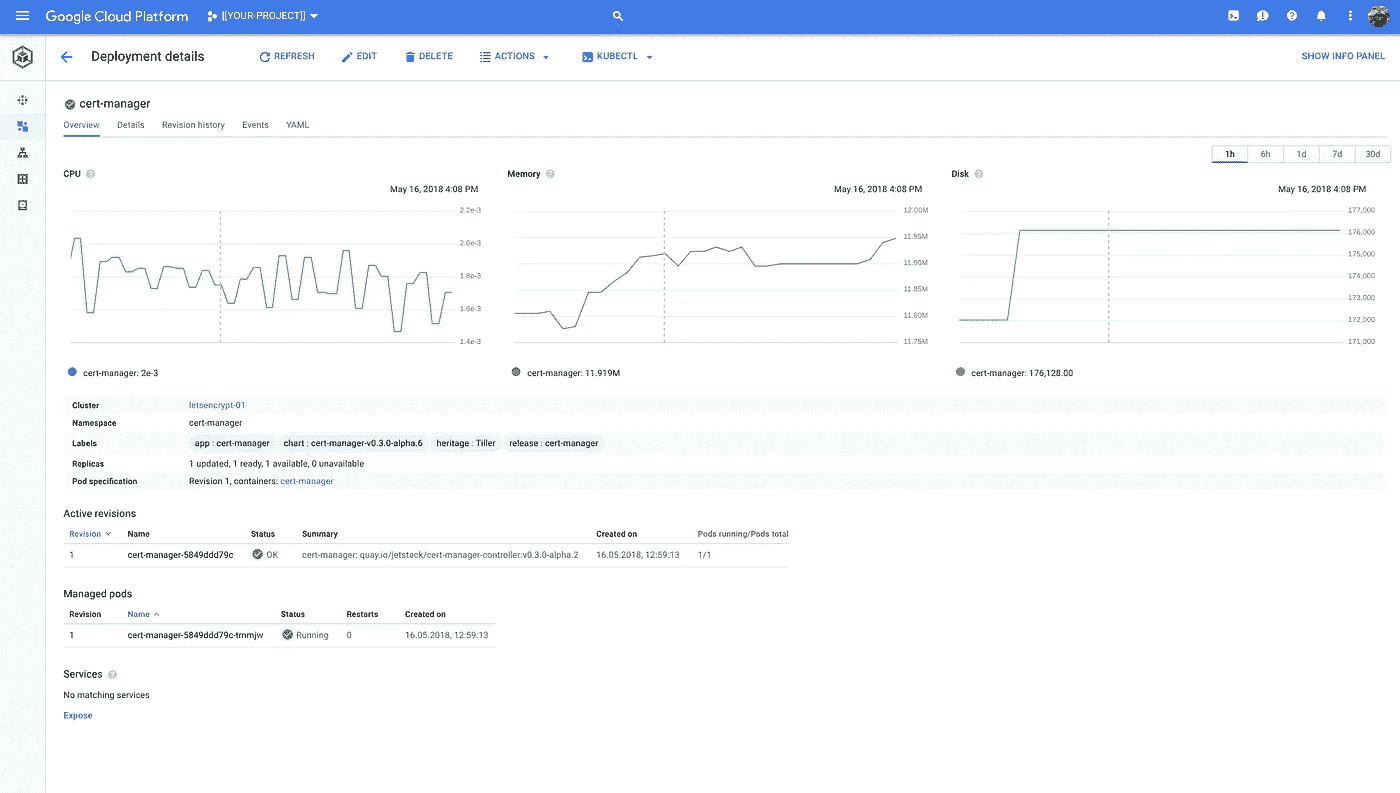 Google Cloud Platform [[YOUR-PROJECT]]
Deployment details REFRESH EDIT DELETE ACTIONS KUBECTL SHOW INFO PANEL
cert-manager
Overview Details Revision history Events YAML
1h 6h 1d 7d 30d
CPU
May 16, 2018 4:08 PM
2.2e-3
2.0e-3
1.8e-3
1.6e-3
1.4e-3
cert-manager: 2e-3
Memory
May 16, 2018 4:08 PM
12.00M
11.95M
11.90M
11.85M
11.80M
11.75M
cert-manager: 11.919M
Disk
May 16, 2018 4:08 PM
177,000
176,000
175,000
174,000
173,000
172,000
171,000
cert-manager: 176,128.00
Cluster letsencrypt-01
Namespace cert-manager
Labels app : cert-manager chart : cert-manager-v0.3.0-alpha.6 heritage : Tiller release : cert-manager
Replicas 1 updated, 1 ready, 1 available, 0 unavailable
Pod specification Revision 1, containers: cert-manager
Active revisions
Revision Name Status Summary Created on Pods running/Pods total
1 cert-manager-5849ddd79c OK cert-manager: quay.io/jetstack/cert-manager-controller:v0.3.0-alpha.2 16.05.2018, 12:59:13 1/1
Managed pods
Revision Name Status Restarts Created on
1 cert-manager-5849ddd79c-tmmjw Running 0 16.05.2018, 12:59:13
Services
No matching services
Expose